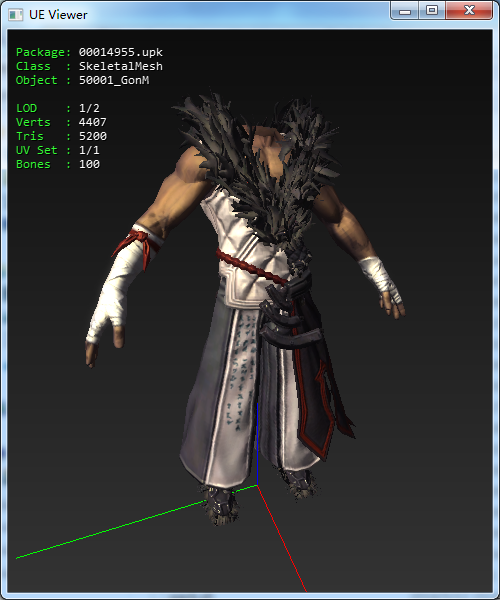 UE Viewer
Package: 00014955.upk
Class : SkeletalMesh
Object : 50001_GonM
LOD : 1/2
Verts : 4407
Tris : 5200
UV Set : 1/1
Bones : 100